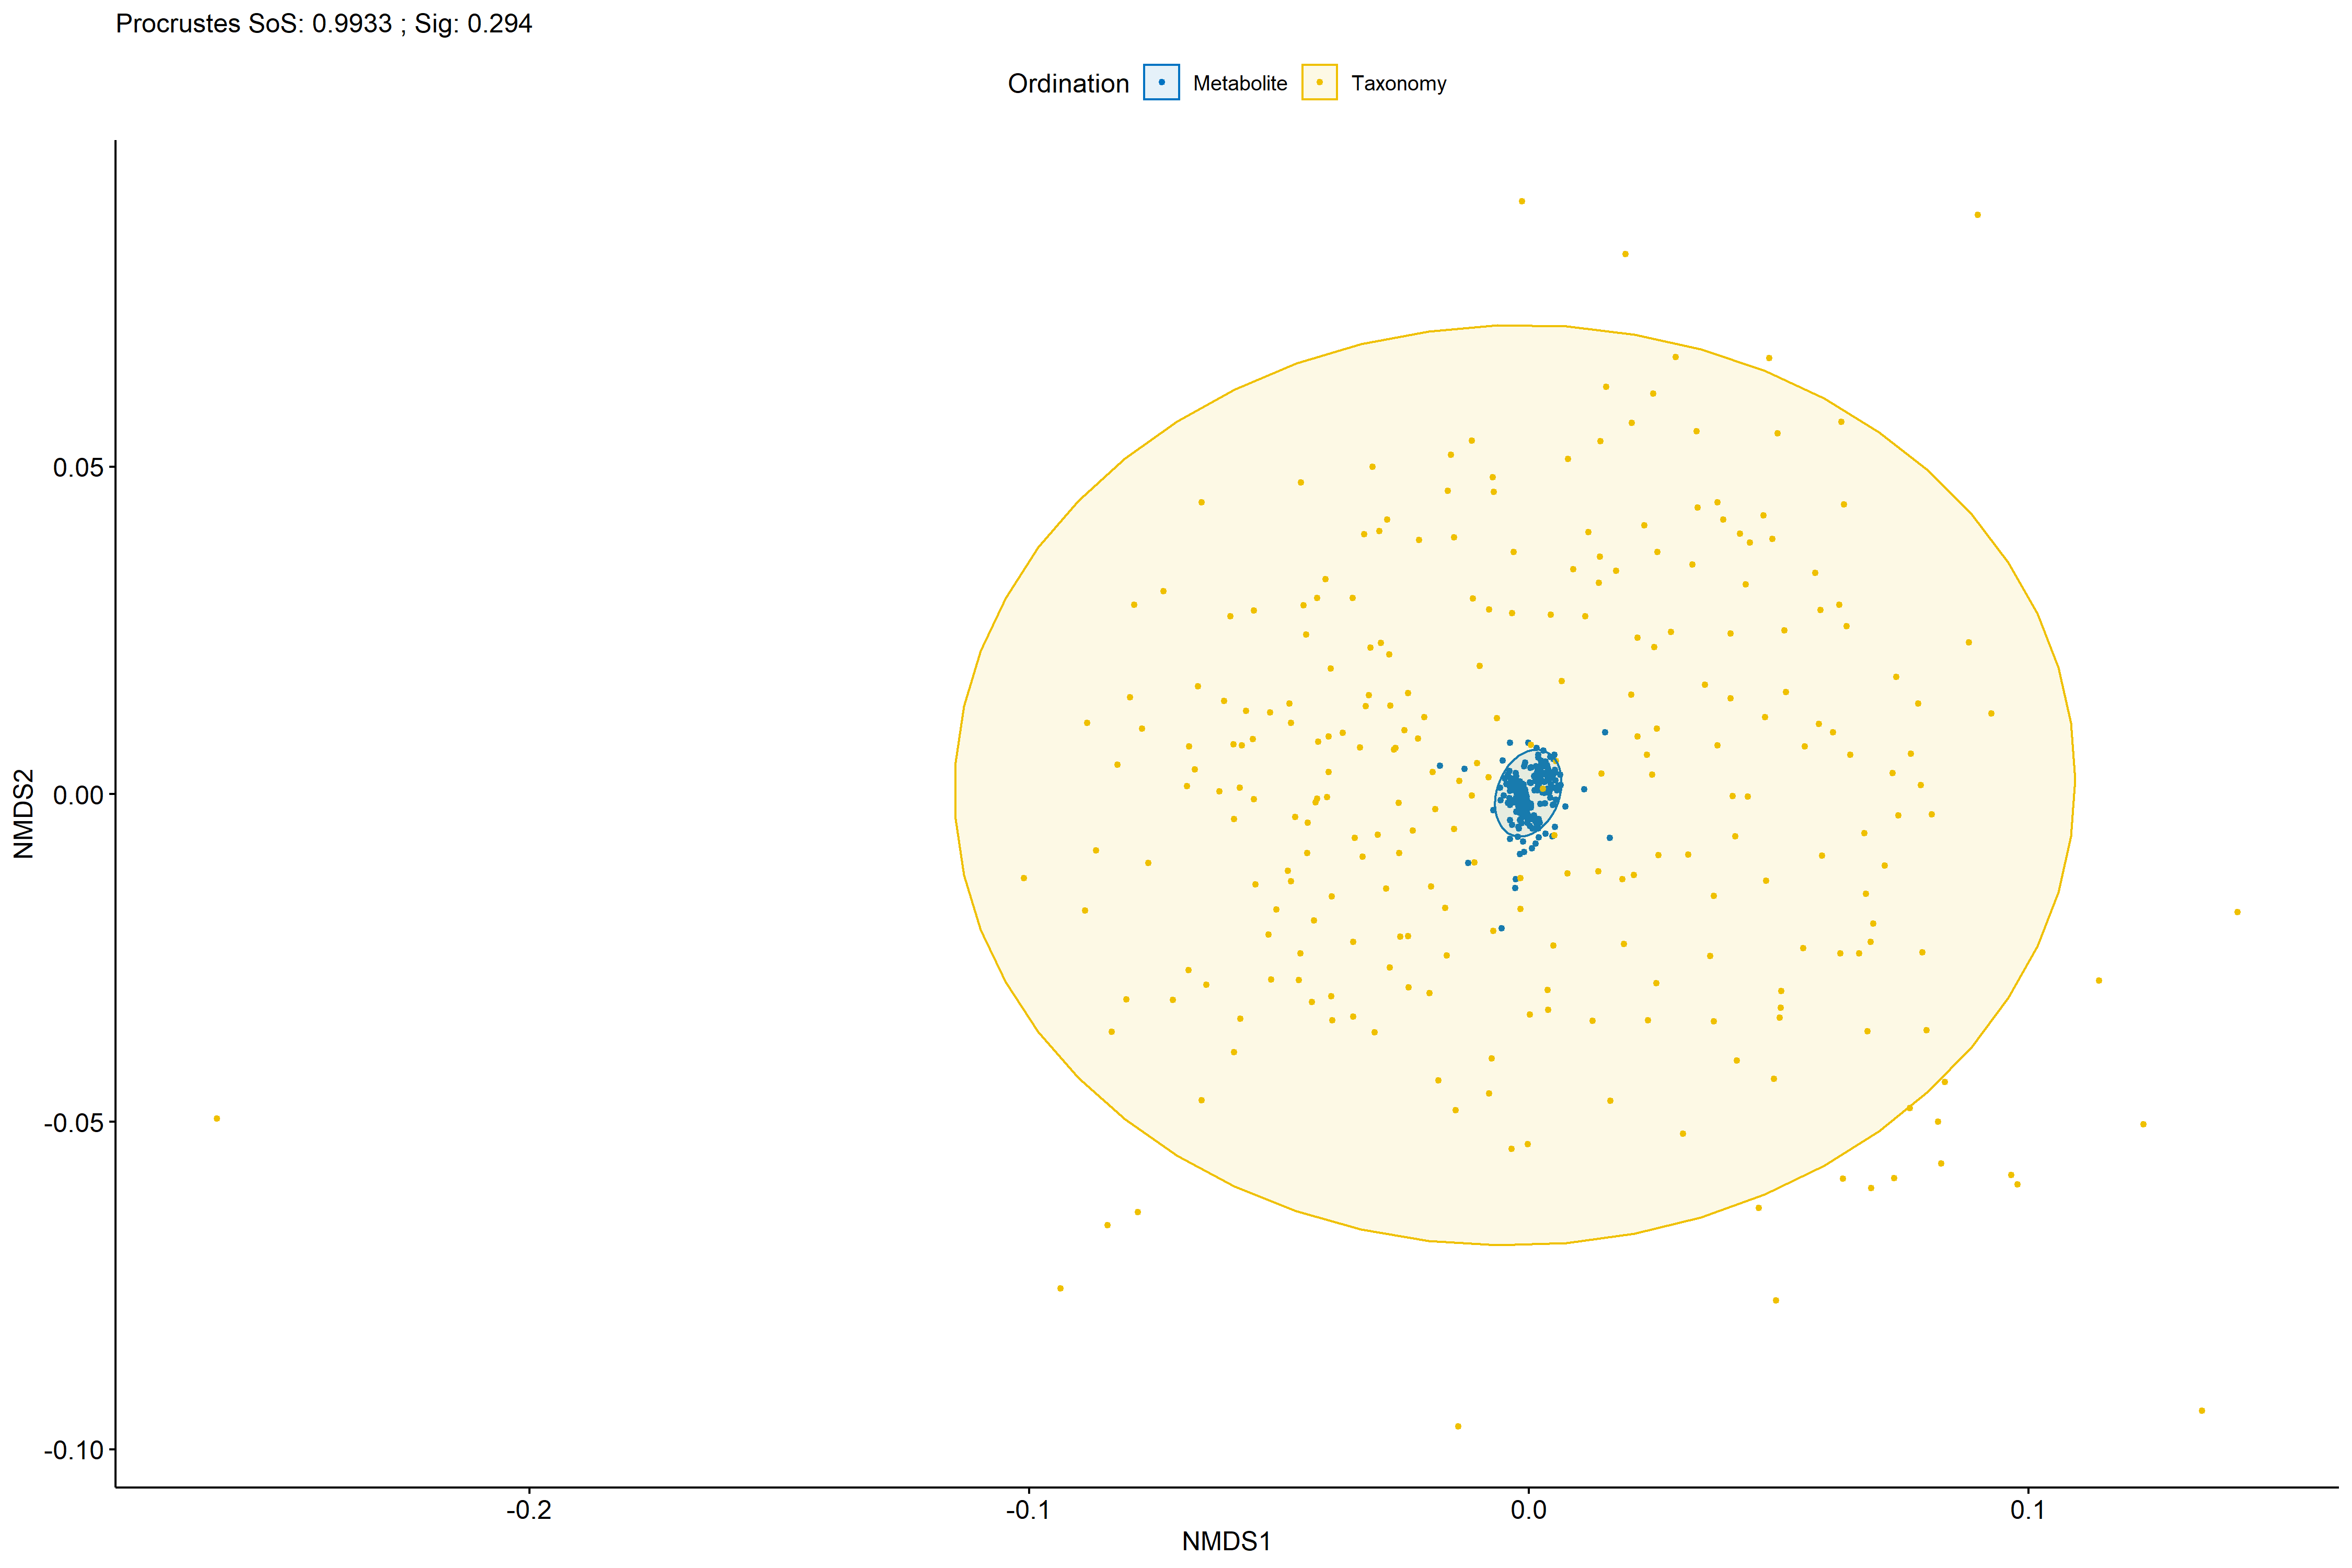 Procrustes SoS: 0.9933 ; Sig: 0.294
Ordination Metabolite Taxonomy
0.05
0.00
-0.05
-0.10
NMDS2
-0.2 -0.1 0.0 0.1
NMDS1